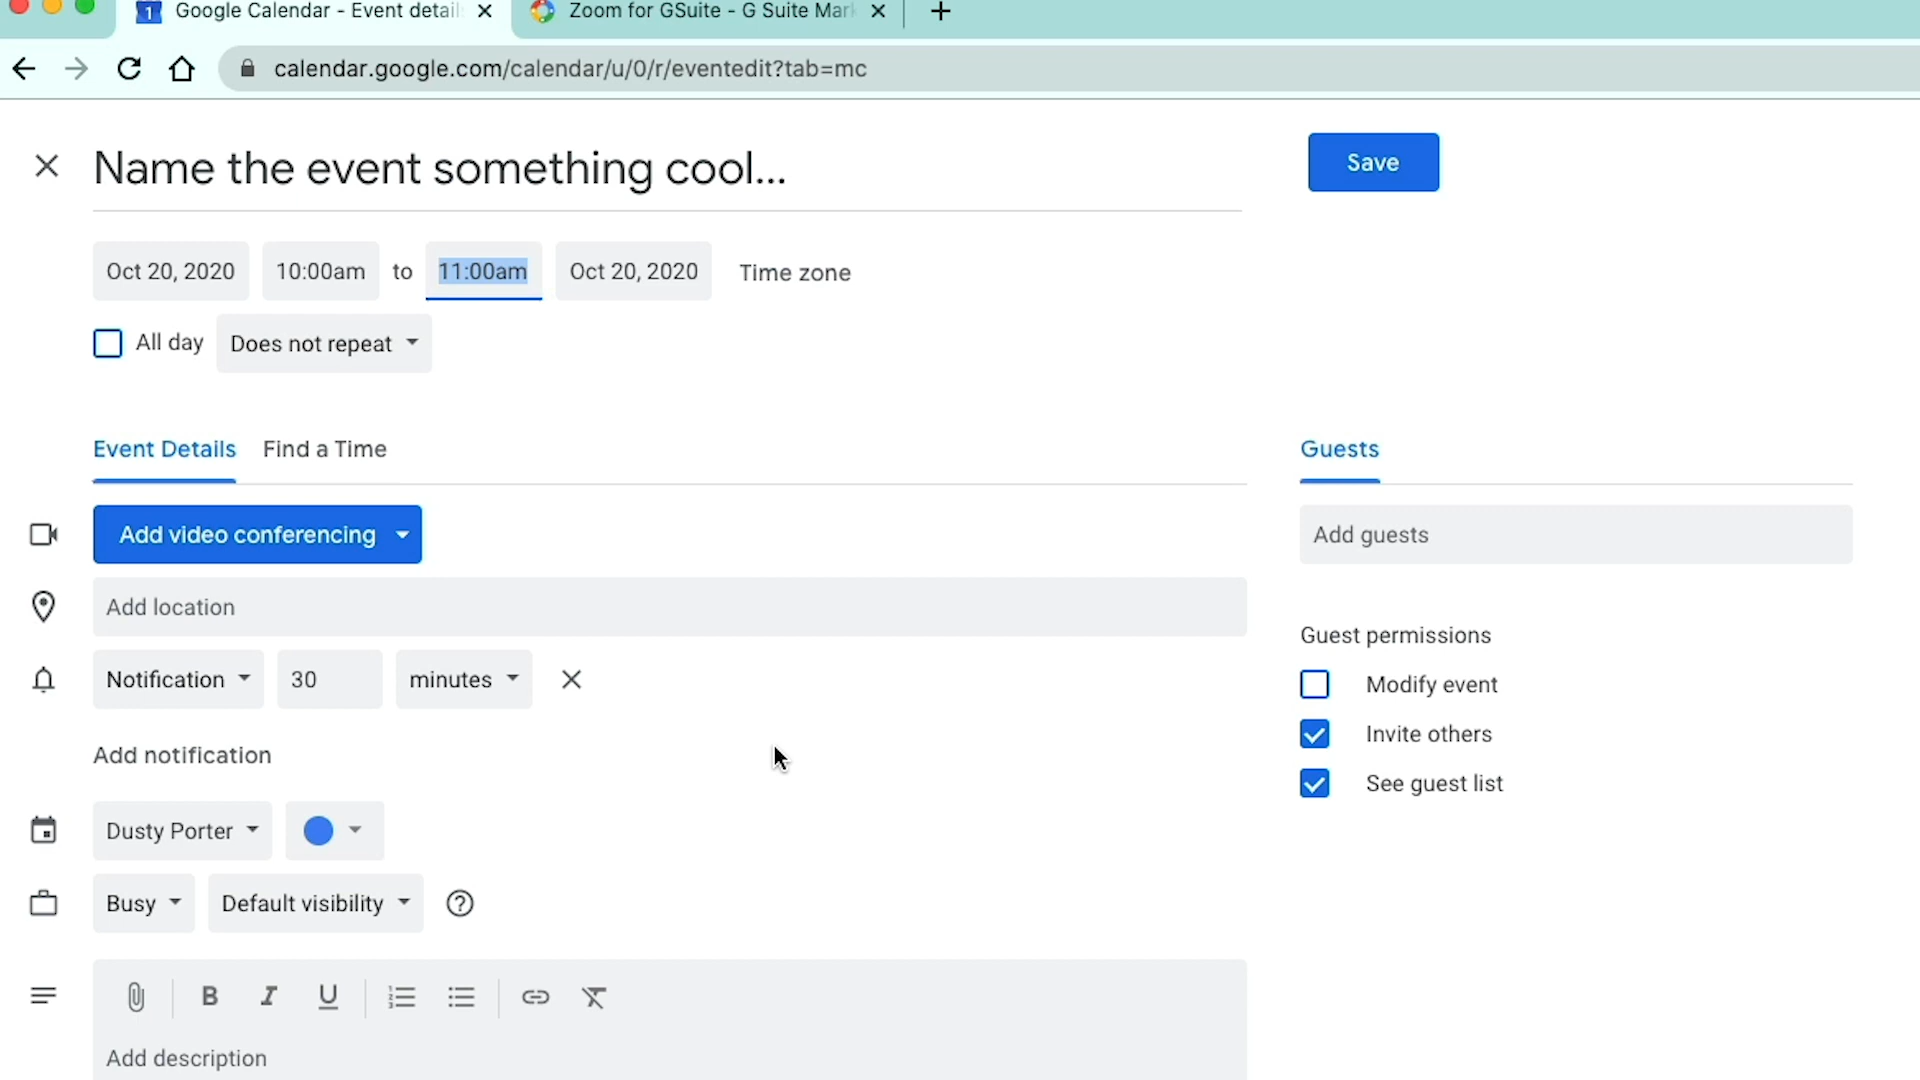 1 Google Calendar - Event detail
Zoom for GSuite - G Suite Mar
calendar.google.com/calendar/u/0/r/eventedit?tab=mc
Name the event something cool...
Save
Oct 20, 2020 10:00am to 11:00am Oct 20, 2020 Time zone
All day Does not repeat
Event Details Find a Time
Guests
Add video conferencing
Add guests
Add location
Guest permissions
Notification 30 minutes
Modify event
Invite others
Add notification
See guest list
Dusty Porter
Busy Default visibility ?
B I U
Add description